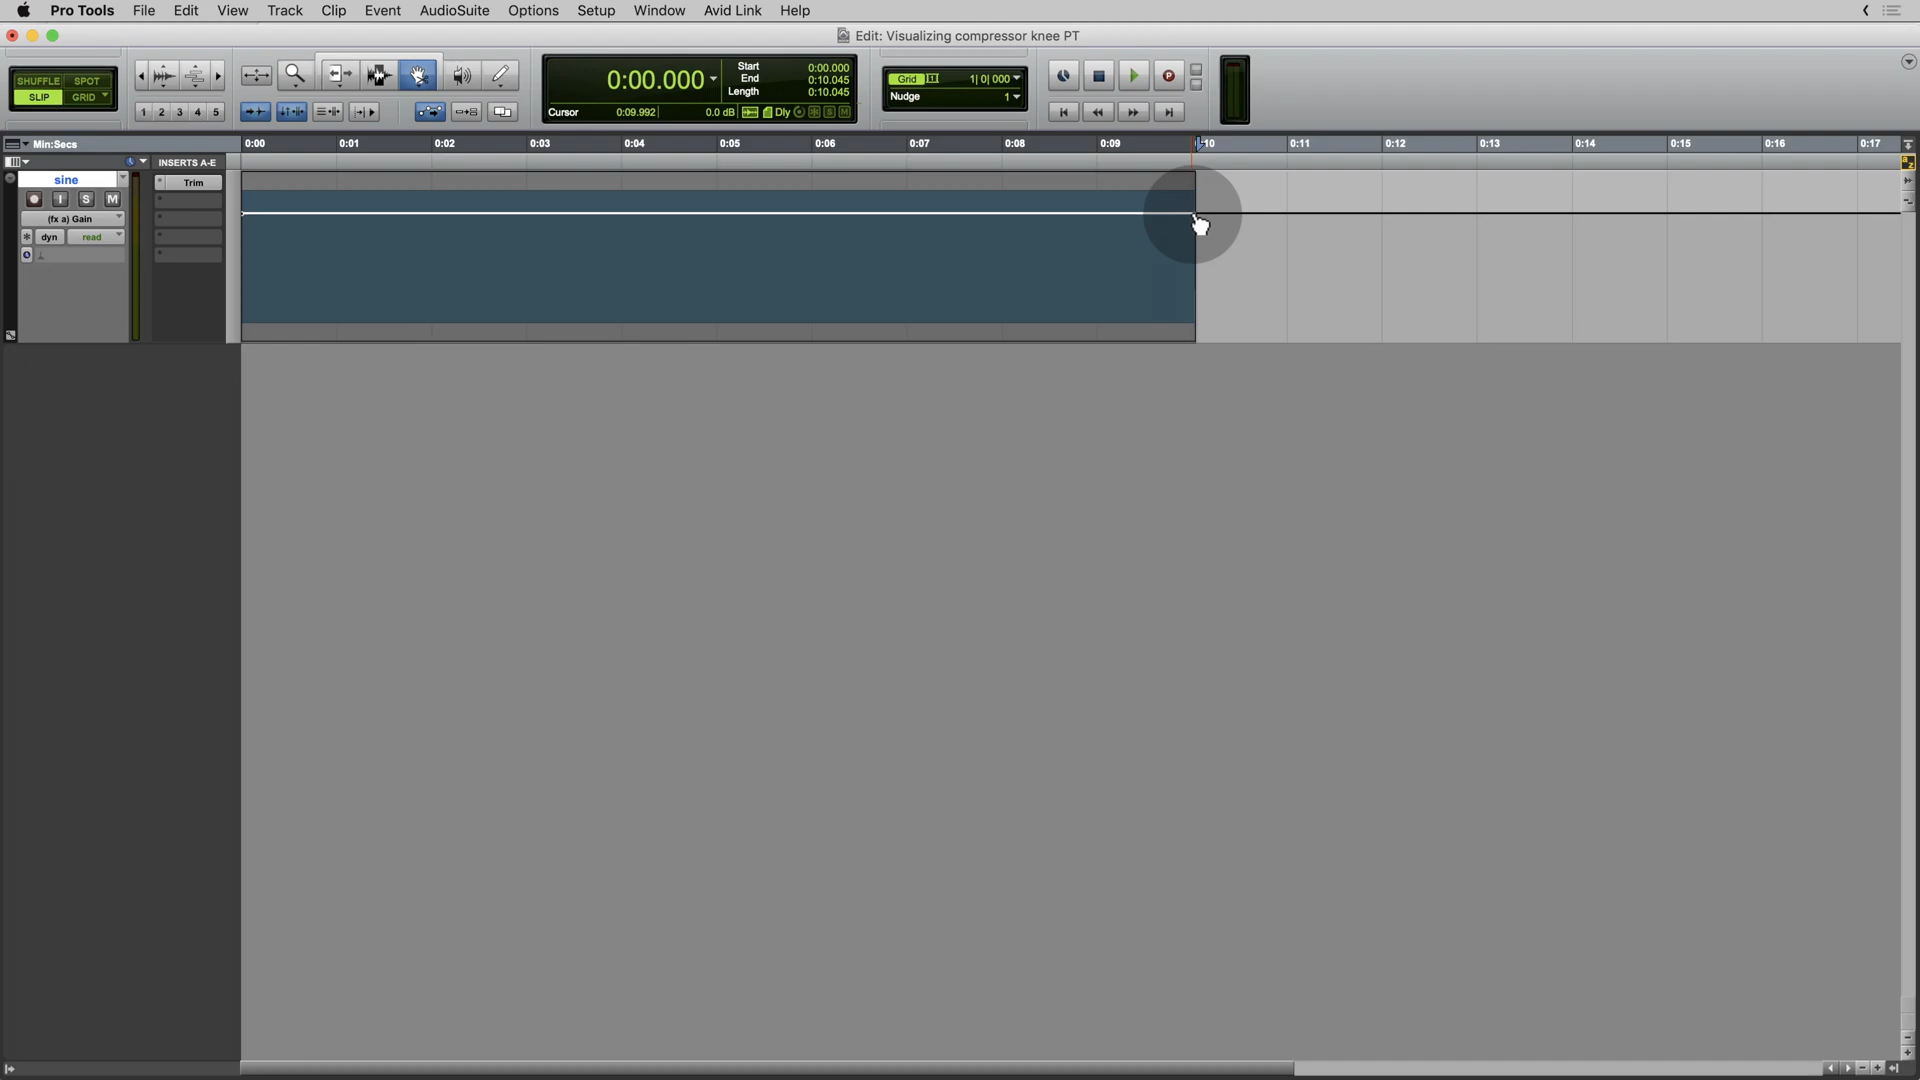 Pro Tools File Edit View Track Clip Event AudioSuite Options Setup Window Avid Link Help
Edit: Visualizing compressor knee PT
SHUFFLE SPOT
SLIP GRID
1 2 3 4 5
0:00.000
Start 0:00.000
End 0:10.045
Length 0:10.045
Cursor 0:09.992 0.0 dB Dly S M
Grid 1| 0| 000
Nudge 1
Min:Secs 0:00 0:01 0:02 0:03 0:04 0:05 0:06 0:07 0:08 0:09 10 0:11 0:12 0:13 0:14 0:15 0:16 0:17
INSERTS A-E
sine Trim
I S M
(fx a) Gain
dyn read
a z